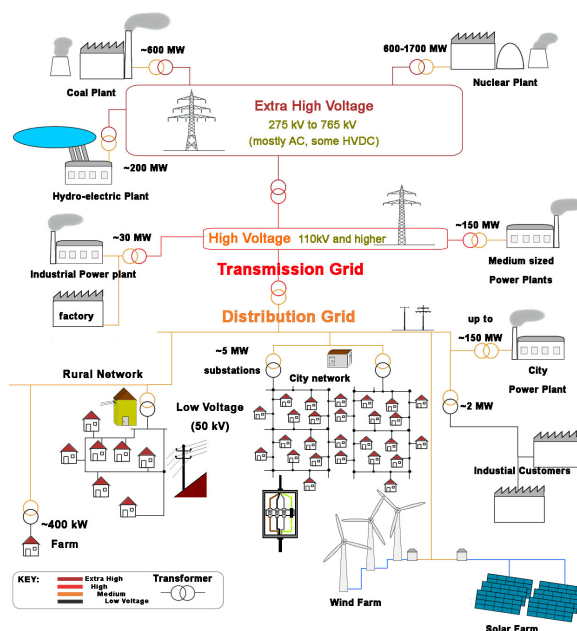 ~600 MW
600-1700 MW
Coal Plant
Nuclear Plant
Extra High Voltage
275 kV to 765 kV
(mostly AC, some HVDC)
~200 MW
Hydro-electric Plant
~30 MW
High Voltage 110kV and higher
~150 MW
Industrial Power plant
Medium sized
Power Plants
Transmission Grid
factory
Distribution Grid
up to
~150 MW
~5 MW
substations
City network
City
Power Plant
Rural Network
~2 MW
Low Voltage
(50 kV)
Industial Customers
~400 kW
Farm
Wind Farm
Solar Farm
KEY:
Extra High
High
Medium
Low Voltage
Transformer